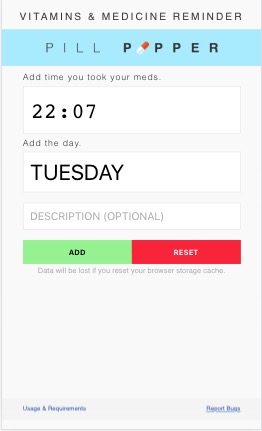 VITAMINS & MEDICINE REMINDER
PILL P💊PPER
Add time you took your meds.
22:07
Add the day.
TUESDAY
DESCRIPTION (OPTIONAL)
ADD RESET
Data will be lost if you reset your browser storage cache.
Usage & Requirements Report Bugs